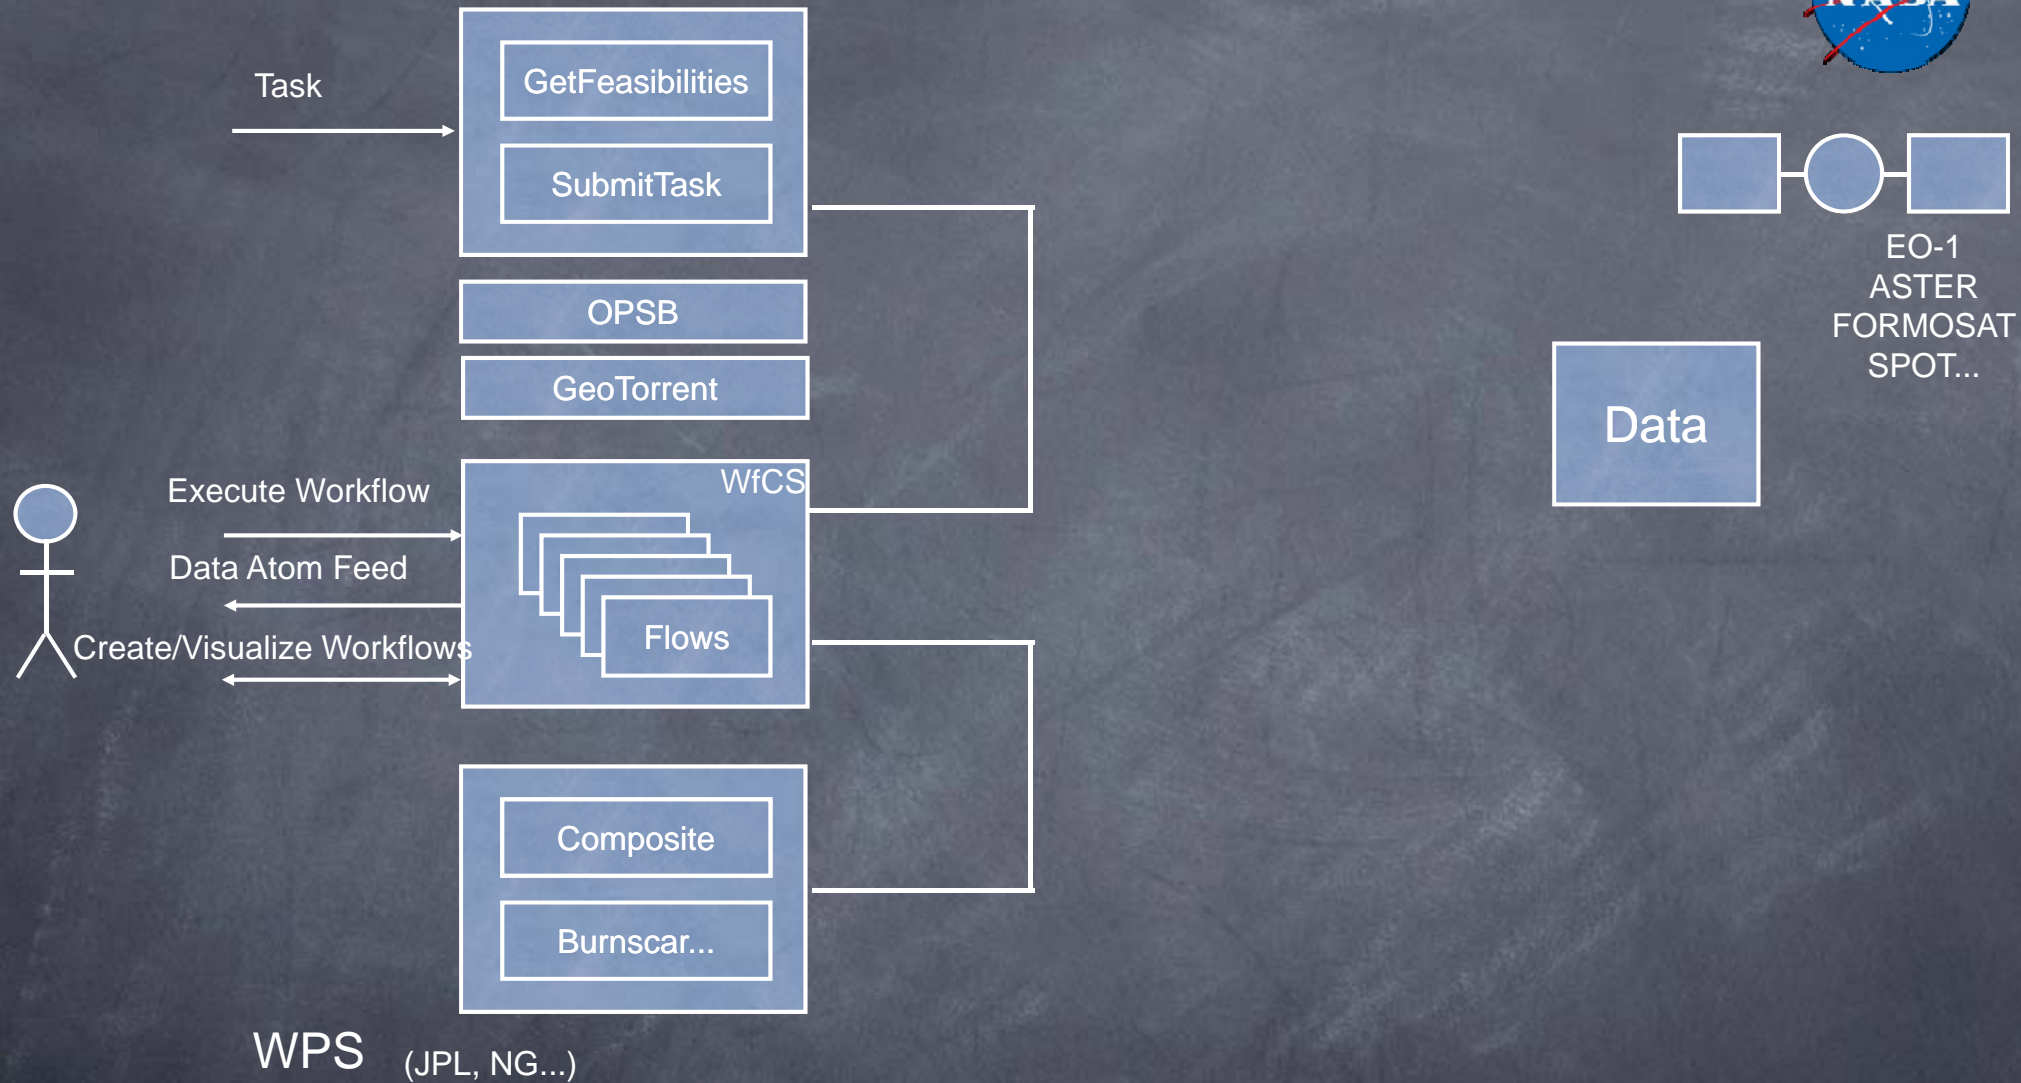 NASA
Task
GetFeasibilities
SubmitTask
EO-1
ASTER
FORMOSAT
SPOT...
OPSB
GeoTorrent
Data
WfCS
Execute Workflow
Data Atom Feed
Create/Visualize Workflows
Flows
Composite
Burnscar...
WPS (JPL, NG...)